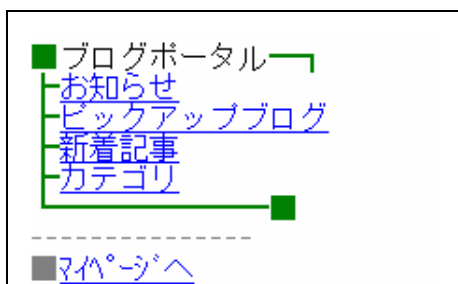 ■ブログポータル━┓
┣お知らせ
┣ピックアップブログ
┣新着記事
┣カテゴリ
┗━━━━━━━■
----------------
■ﾏｲﾍﾟｰｼﾞへ